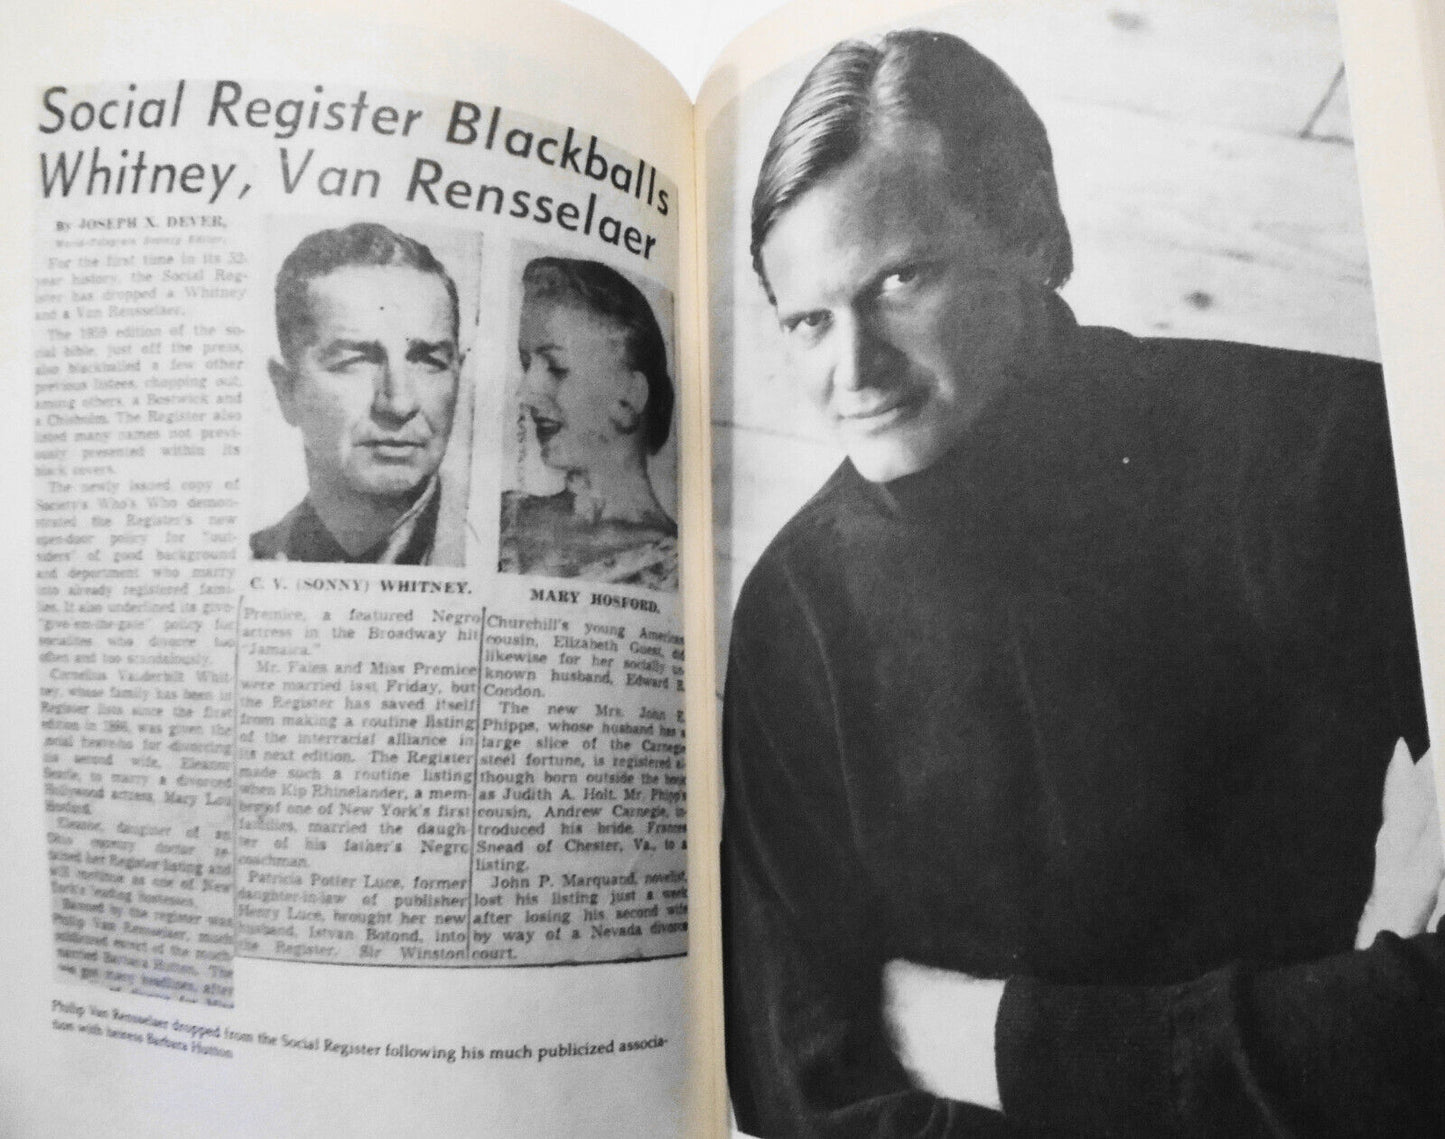 Social Register Blackballs
Whitney, Van Rensselaer
By JOSEPH X. DEVER,
World-Telegram Society Editor.
For the first time in its 52-
year history, the Social Reg-
ister has dropped a Whitney
and a Van Rensselaer.
The 1959 edition of the so-
cial bible, just off the press,
also blackballed a few other
previous listees, chopping out,
among others, a Bostwick and
a Chisholm. The Register also
listed many names not previ-
ously presented within its
black covers.
The newly issued copy of
Society's Who's Who demon-
strated the Register's new
open-door policy for "out-
siders" of good background
and deportment who marry
into already registered fami-
lies. It also underlined its give-
"give-em-the-gate" policy for
socialites who divorce too
often and too scandalously.
Cornelius Vanderbilt Whit-
ney, whose family has been in
Register lists since the first
edition in 1886, was given the
social heave-ho for divorcing
his second wife, Eleanor
Searle, to marry a divorced
Hollywood actress, Mary Lou
Hosford.
Eleanor, daughter of an
Ohio country doctor re-
tained her Register listing and
will continue as one of New
York's leading hostesses.
Banned by the register was
Philip Van Rensselaer, much
publicized escort of the much
married Barbara Hutton. The
many headlines, after
C. V. (SONNY) WHITNEY.
MARY HOSFORD.
Premice, a featured Negro
actress in the Broadway hit
"Jamaica."
Mr. Fales and Miss Premice
were married last Friday, but
the Register has saved itself
from making a routine listing
of the interracial alliance in
its next edition. The Register
made such a routine listing
when Kip Rhinelander, a mem-
ber of one of New York's first
families, married the daugh-
ter of his father's Negro
coachman.
Patricia Potter Luce, former
daughter-in-law of publisher
Henry Luce, brought her new
husband, Istvan Botond, into
the Register. Sir Winston
Churchill's young American
cousin, Elizabeth Guest, did
likewise for her socially un-
known husband, Edward R.
Condon.
The new Mrs. John E.
Phipps, whose husband has a
large slice of the Carnegie
steel fortune, is registered al-
though born outside the book
as Judith A. Holt. Mr. Phipp's
cousin, Andrew Carnegie, in-
troduced his bride, Frances
Snead of Chester, Va., to a
listing.
John P. Marquand, novelist,
lost his listing just a week
after losing his second wife
by way of a Nevada divorce
court.
Philip Van Rensselaer dropped from the Social Register following his much publicized associa-
tion with heiress Barbara Hutton